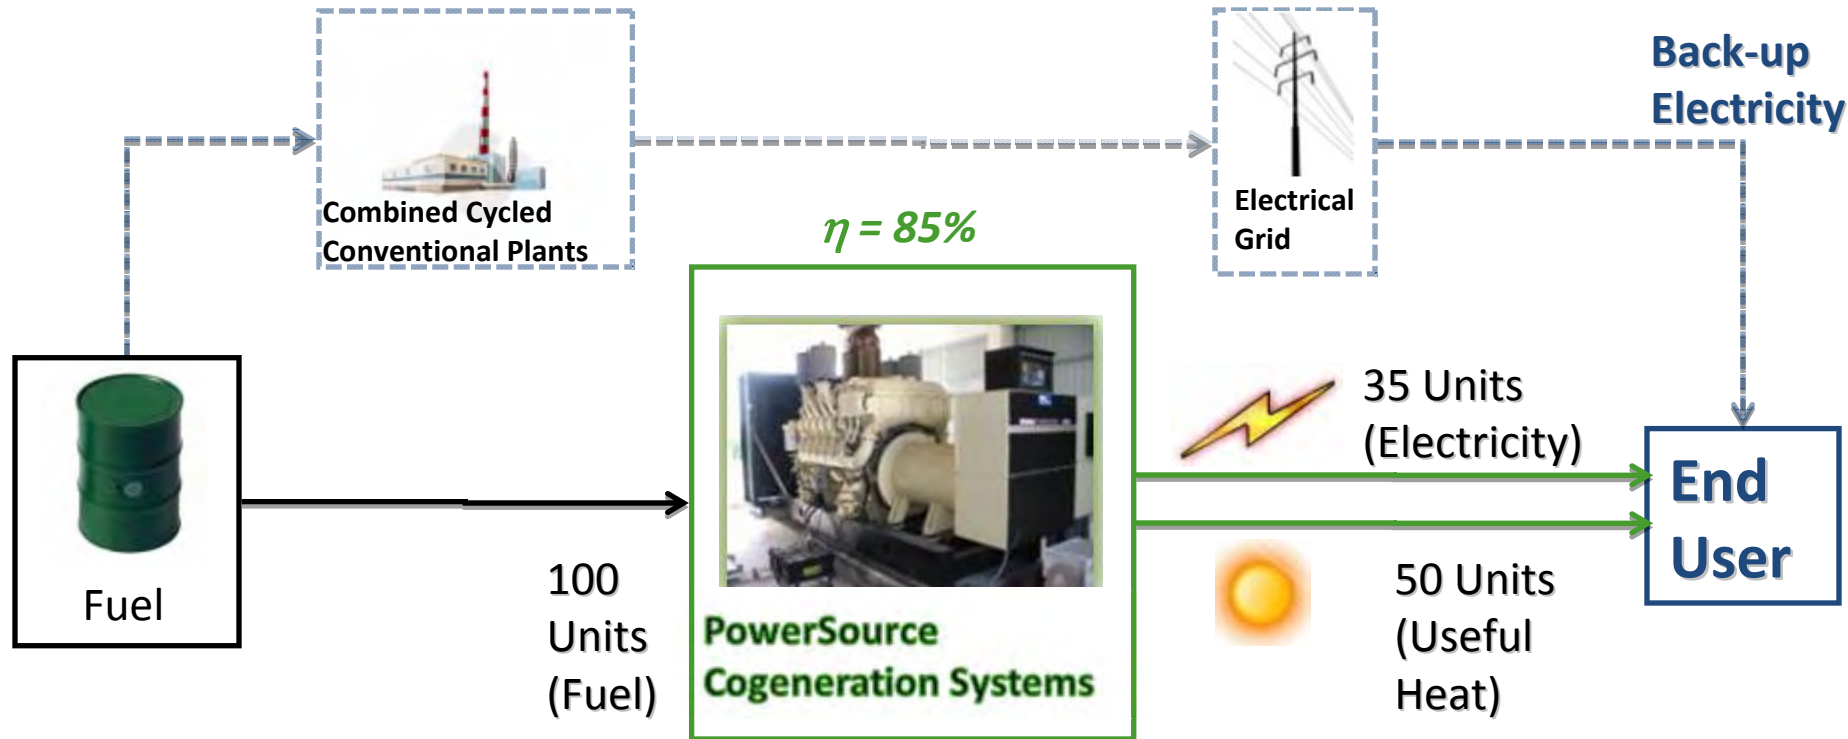 Back-up
Electricity
Combined Cycled
Conventional Plants
Electrical
Grid
η = 85%
35 Units
(Electricity)
End
User
Fuel
100
Units
(Fuel)
PowerSource
Cogeneration Systems
50 Units
(Useful
Heat)